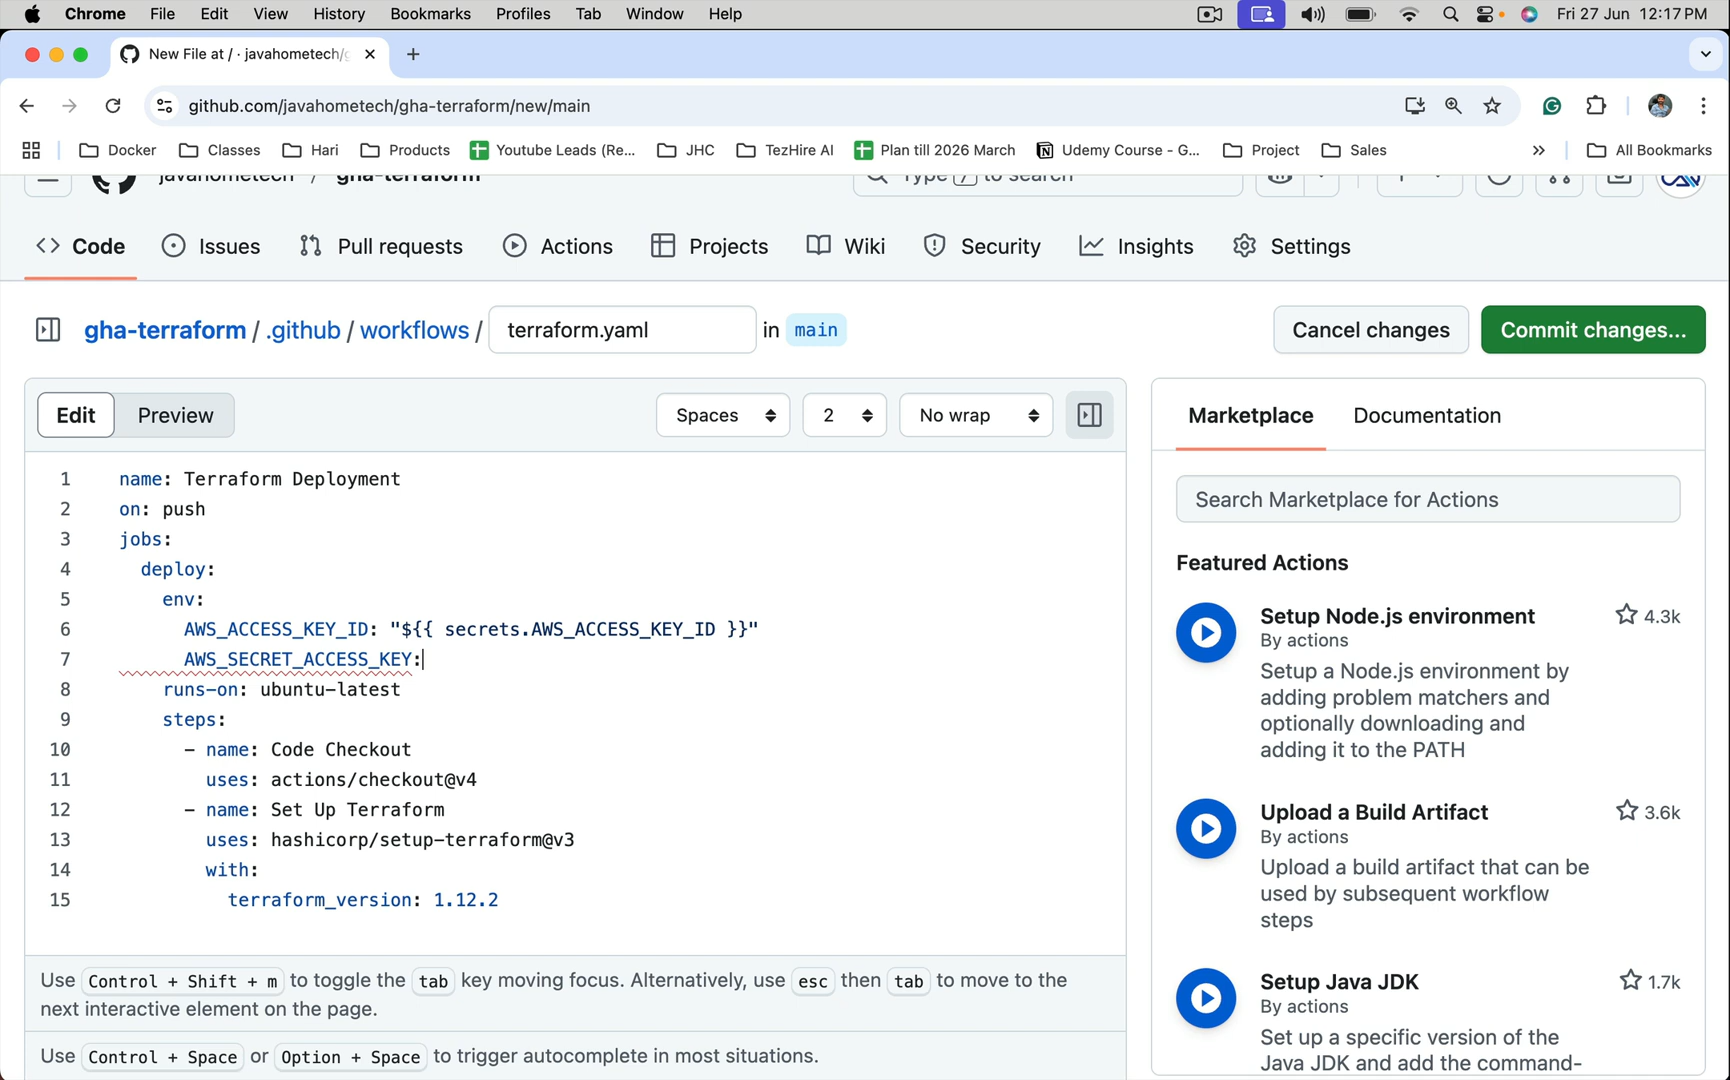 Chrome File Edit View History Bookmarks Profiles Tab Window Help Fri 27 Jun 12:17 PM
New File at / · javahometech/g
github.com/javahometech/gha-terraform/new/main
Docker Classes Hari Products Youtube Leads (Re... JHC TezHire AI Plan till 2026 March Udemy Course - G... Project Sales » All Bookmarks
javahometech / gha-terraform Type / to search
Code Issues Pull requests Actions Projects Wiki Security Insights Settings
gha-terraform / .github / workflows / terraform.yaml in main Cancel changes Commit changes...
Edit Preview Spaces 2 No wrap
1 name: Terraform Deployment
2 on: push
3 jobs:
4 deploy:
5 env:
6 AWS_ACCESS_KEY_ID: "${{ secrets.AWS_ACCESS_KEY_ID }}"
7 AWS_SECRET_ACCESS_KEY:
8 runs-on: ubuntu-latest
9 steps:
10 - name: Code Checkout
11 uses: actions/checkout@v4
12 - name: Set Up Terraform
13 uses: hashicorp/setup-terraform@v3
14 with:
15 terraform_version: 1.12.2
Use Control + Shift + m to toggle the tab key moving focus. Alternatively, use esc then tab to move to the
next interactive element on the page.
Use Control + Space or Option + Space to trigger autocomplete in most situations.
Marketplace Documentation
Search Marketplace for Actions
Featured Actions
Setup Node.js environment 4.3k
By actions
Setup a Node.js environment by
adding problem matchers and
optionally downloading and
adding it to the PATH
Upload a Build Artifact 3.6k
By actions
Upload a build artifact that can be
used by subsequent workflow
steps
Setup Java JDK 1.7k
By actions
Set up a specific version of the
Java JDK and add the command-